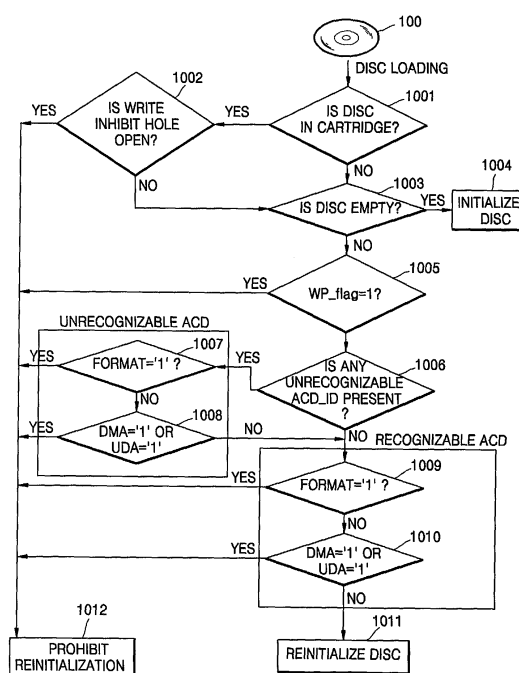 100
DISC LOADING
1002
1001
YES
IS WRITE
INHIBIT HOLE
OPEN?
YES
IS DISC
IN CARTRIDGE?
NO
NO
1003
1004
IS DISC EMPTY?
YES
INITIALIZE
DISC
NO
1005
YES
WP_flag=1?
UNRECOGNIZABLE ACD
1007
YES
FORMAT='1' ?
YES
1006
IS ANY
UNRECOGNIZABLE
ACD_ID PRESENT
?
NO
1008
YES
DMA='1' OR
UDA='1'
NO
NO
RECOGNIZABLE ACD
1009
YES
FORMAT='1' ?
NO
1010
YES
DMA='1' OR
UDA='1'
NO
1012
PROHIBIT
REINITIALIZATION
1011
REINITIALIZE DISC